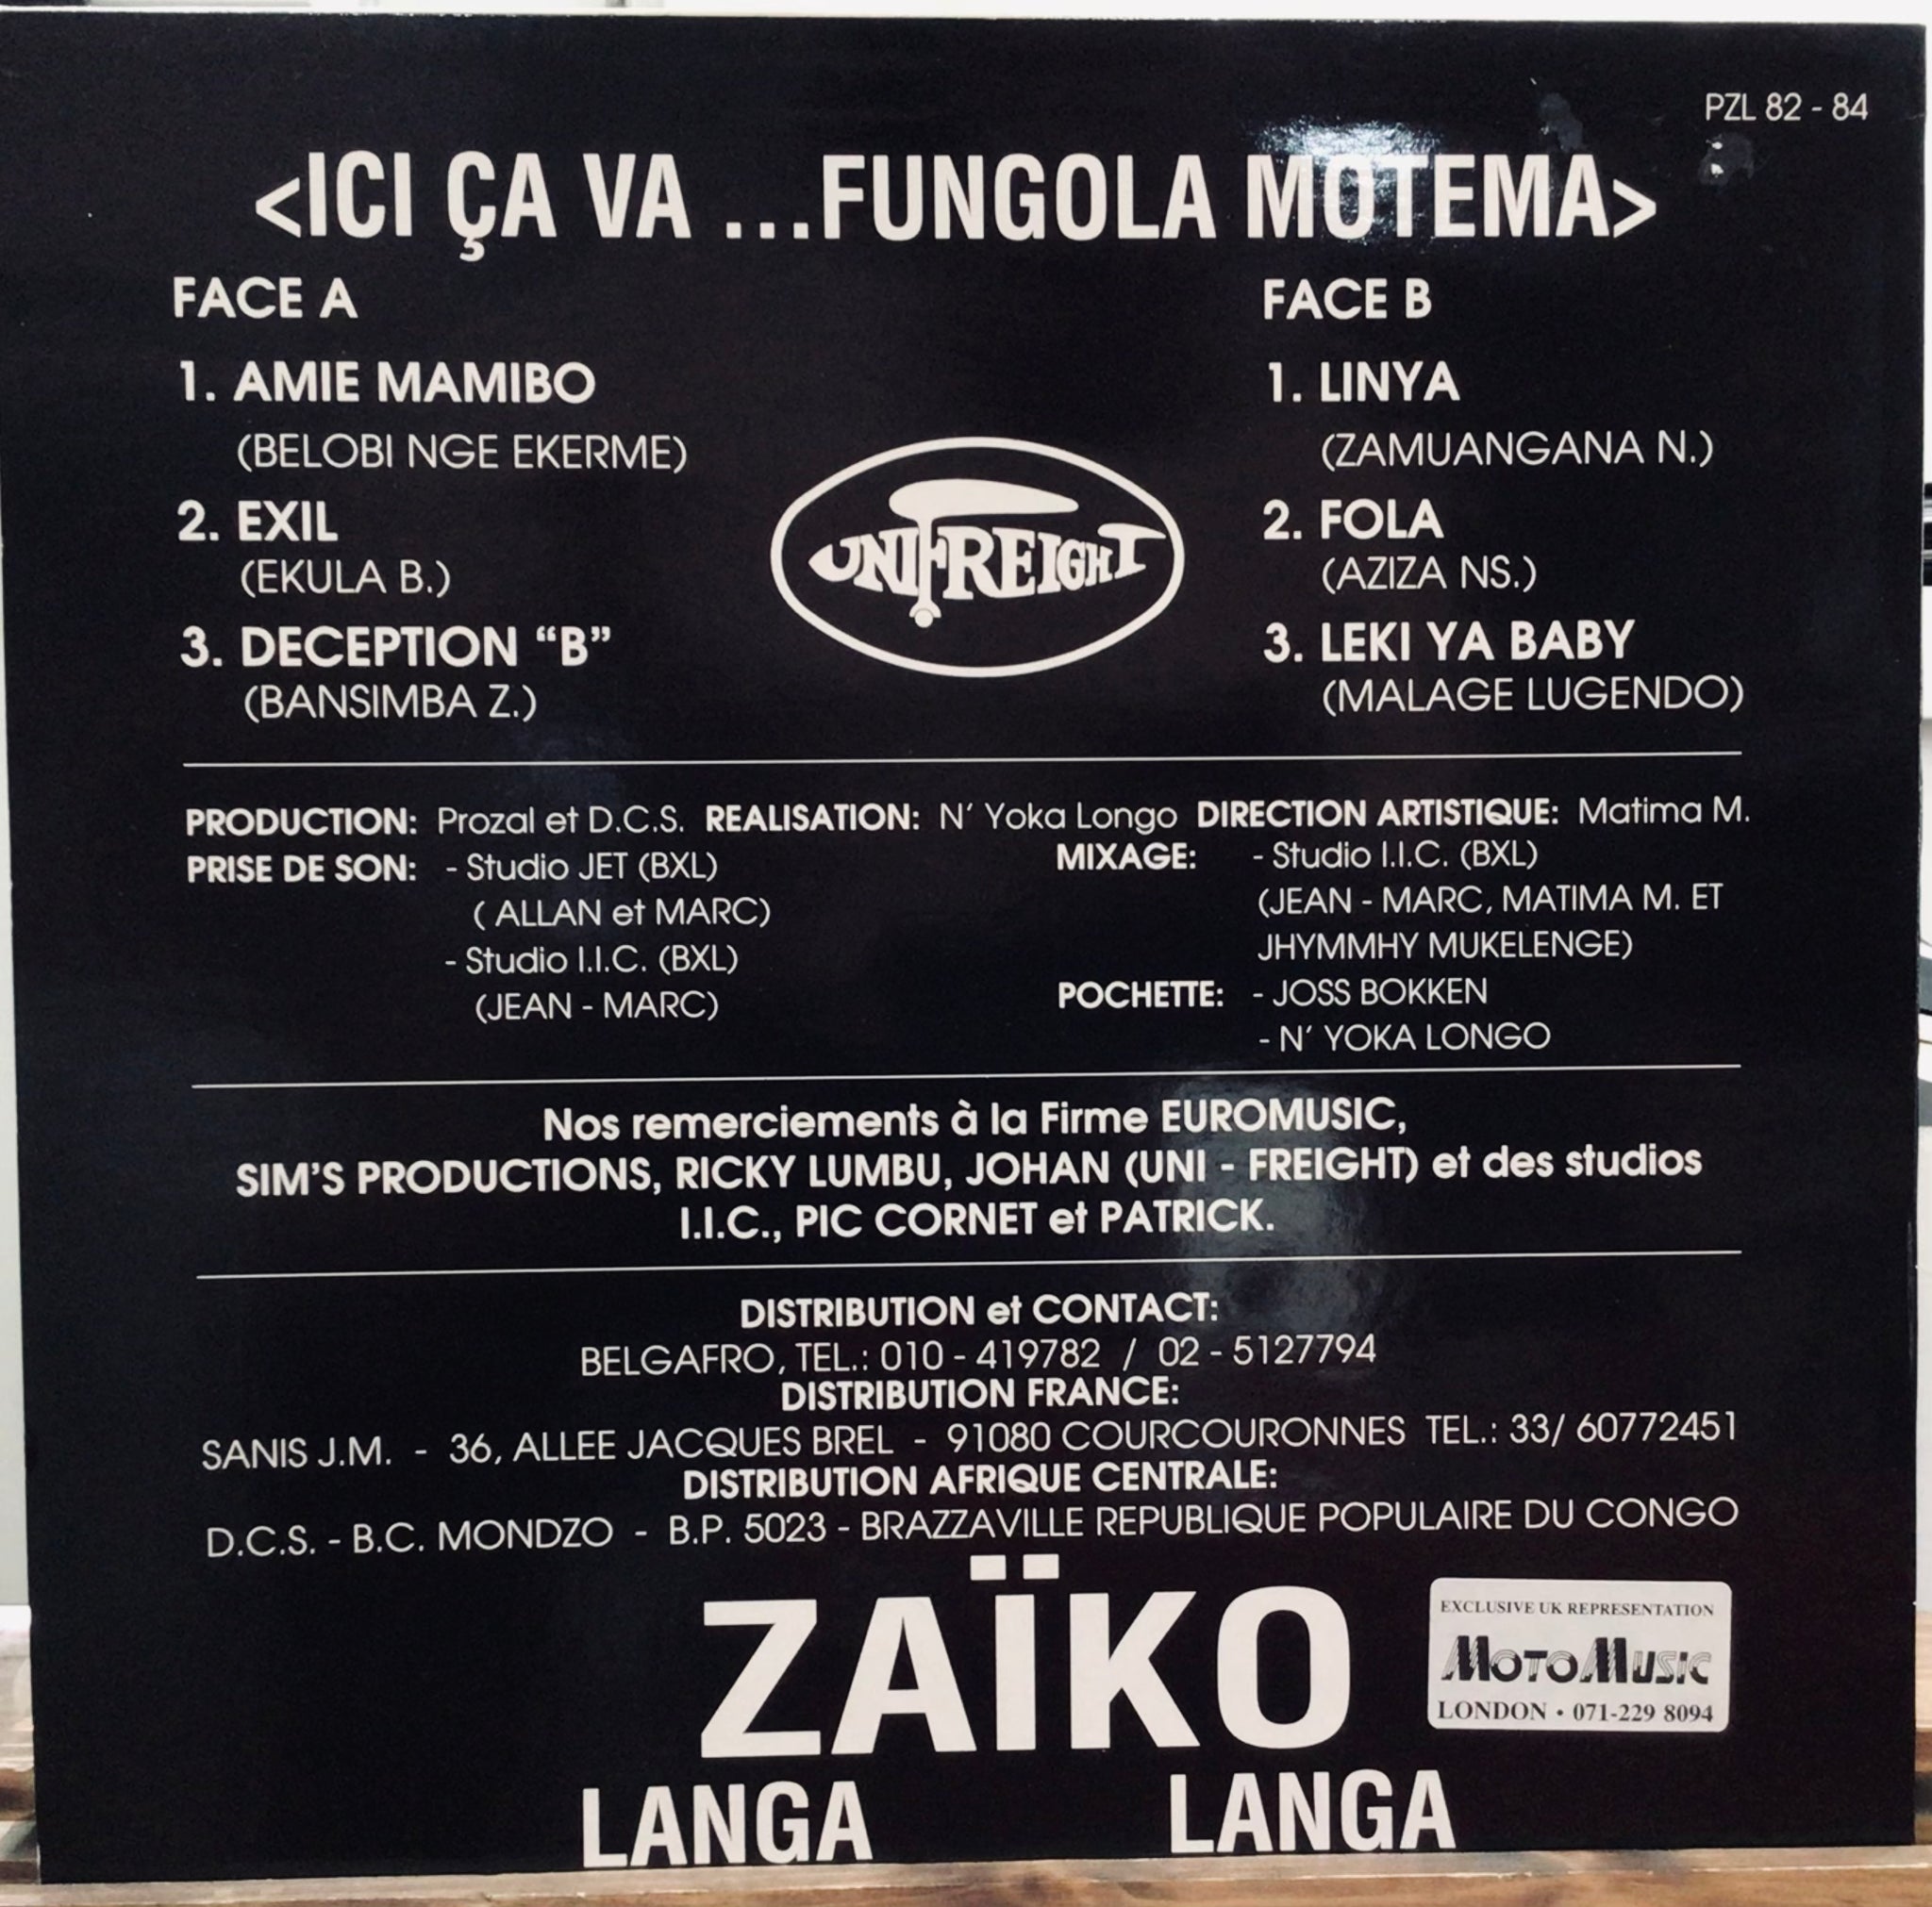 PZL 82 - 84
<ICI ÇA VA ...FUNGOLA MOTEMA>
FACE A
1. AMIE MAMIBO
(BELOBI NGE EKERME)
2. EXIL
(EKULA B.)
3. DECEPTION “B”
(BANSIMBA Z.)
UNIFREIGHT
FACE B
1. LINYA
(ZAMUANGANA N.)
2. FOLA
(AZIZA NS.)
3. LEKI YA BABY
(MALAGE LUGENDO)
PRODUCTION: Prozal et D.C.S. REALISATION: N’ Yoka Longo DIRECTION ARTISTIQUE: Matima M.
PRISE DE SON: - Studio JET (BXL)
( ALLAN et MARC)
- Studio I.I.C. (BXL)
(JEAN - MARC)
MIXAGE: - Studio I.I.C. (BXL)
(JEAN - MARC, MATIMA M. ET
JHYMMHY MUKELENGE)
POCHETTE: - JOSS BOKKEN
- N’ YOKA LONGO
Nos remerciements à la Firme EUROMUSIC,
SIM’S PRODUCTIONS, RICKY LUMBU, JOHAN (UNI - FREIGHT) et des studios
I.I.C., PIC CORNET et PATRICK.
DISTRIBUTION et CONTACT:
BELGAFRO, TEL.: 010 - 419782 / 02 - 5127794
DISTRIBUTION FRANCE:
SANIS J.M. - 36, ALLEE JACQUES BREL - 91080 COURCOURONNES TEL.: 33/ 60772451
DISTRIBUTION AFRIQUE CENTRALE:
D.C.S. - B.C. MONDZO - B.P. 5023 - BRAZZAVILLE REPUBLIQUE POPULAIRE DU CONGO
ZAÏKO
LANGA LANGA
EXCLUSIVE UK REPRESENTATION
MOTOMUSIC
LONDON • 071-229 8094